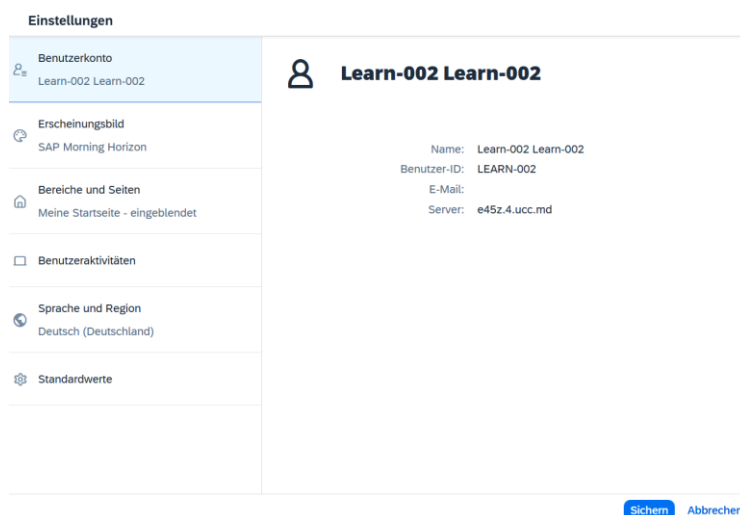 Einstellungen
Benutzerkonto
Learn-002 Learn-002
Erscheinungsbild
SAP Morning Horizon
Bereiche und Seiten
Meine Startseite - eingeblendet
Benutzeraktivitäten
Sprache und Region
Deutsch (Deutschland)
Standardwerte
Learn-002 Learn-002
Name: Learn-002 Learn-002
Benutzer-ID: LEARN-002
E-Mail:
Server: e45z.4.ucc.md
Sichern Abbrechen